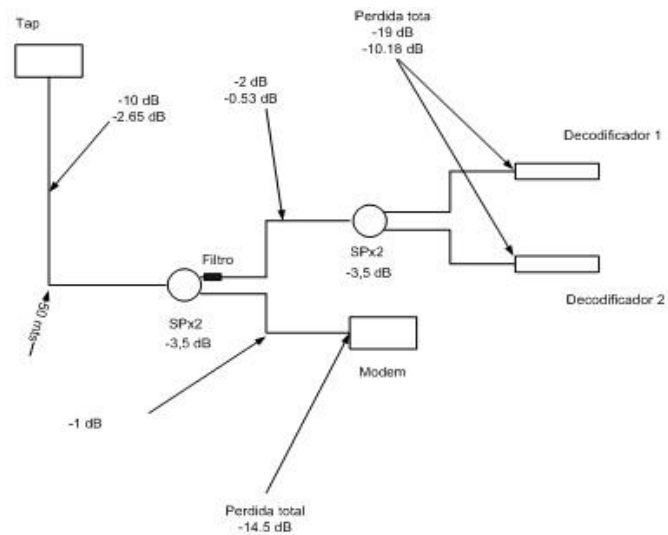 Tap
Perdida tota
-19 dB
-10.18 dB
-10 dB
-2.65 dB
-2 dB
-0.53 dB
Decodificador 1
Filtro
SPx2
-3,5 dB
Decodificador 2
50 mts
SPx2
-3,5 dB
Modem
-1 dB
Perdida total
-14.5 dB